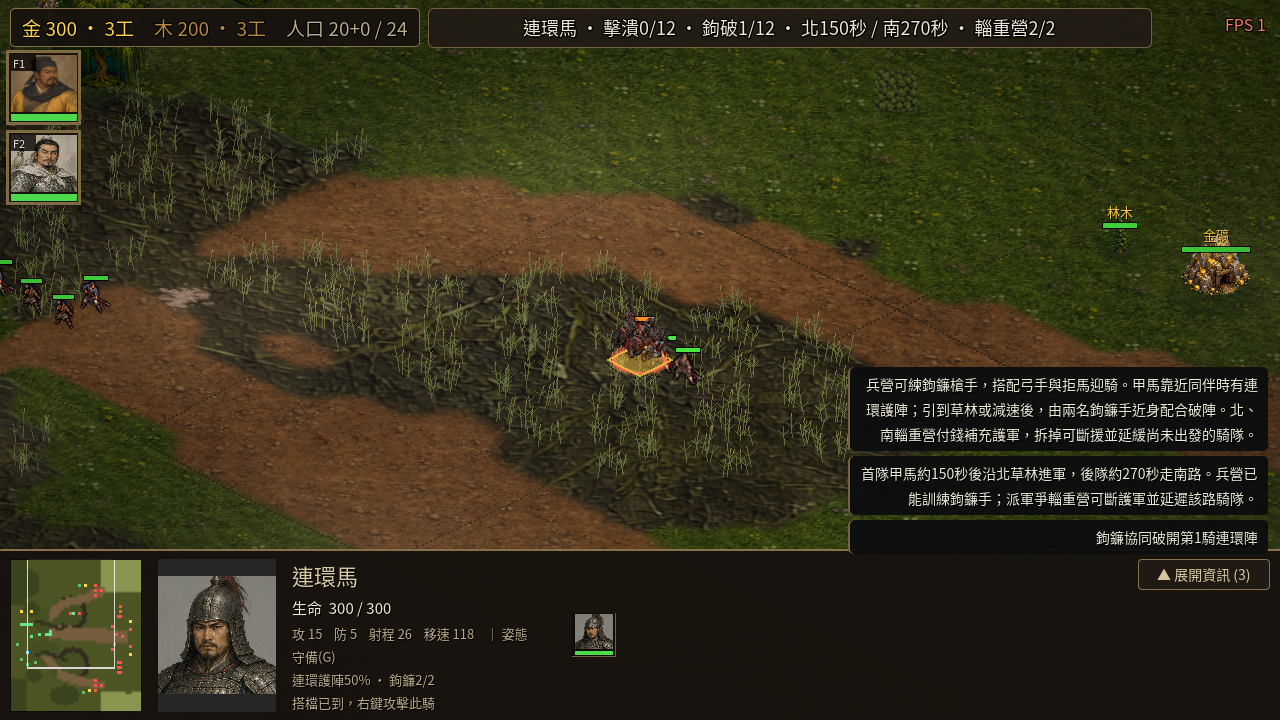 金 300 · 3工 木 200 · 3工 人口 20+0 / 24
連環馬 · 擊潰0/12 · 鉤破1/12 · 北150秒 / 南270秒 · 輜重營2/2
FPS 1
F1
F2
林木
金礦
兵營可練鉤鐮槍手，搭配弓手與拒馬迎騎。甲馬靠近同伴時有連
環護陣；引到草林或減速後，由兩名鉤鐮手近身配合破陣。北、
南輜重營付錢補充護軍，拆掉可斷援並延緩尚未出發的騎隊。
首隊甲馬約150秒後沿北草林進軍，後隊約270秒走南路。兵營已
能訓練鉤鐮手；派軍爭輜重營可斷護軍並延遲該路騎隊。
鉤鐮協同破開第1騎連環陣
▲ 展開資訊 (3)
連環馬
生命 300 / 300
攻 15 防 5 射程 26 移速 118 ｜ 姿態
守備(G)
連環護陣50% · 鉤鐮2/2
搭檔已到，右鍵攻擊此騎